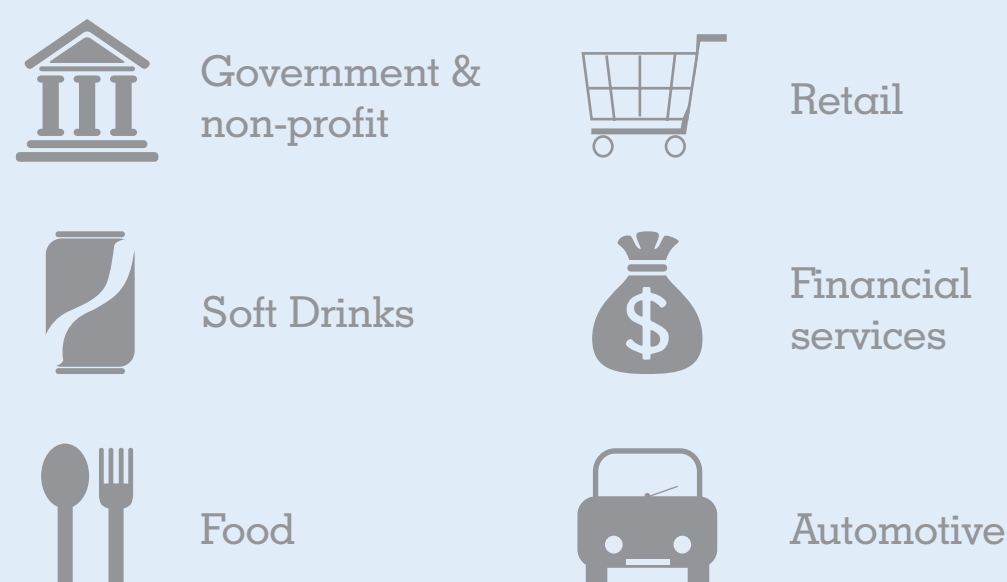 Government &
non-profit
Retail
Soft Drinks
$
Financial
services
Food
Automotive